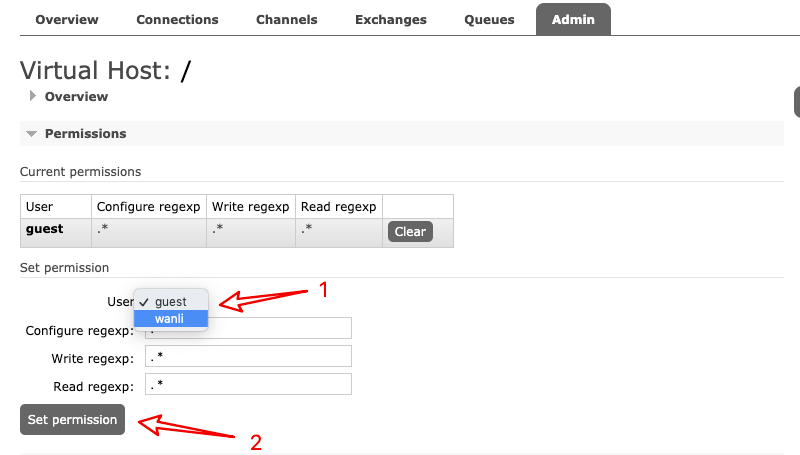 Overview Connections Channels Exchanges Queues Admin
Virtual Host: /
Overview
Permissions
Current permissions
User Configure regexp Write regexp Read regexp
guest .* .* .* Clear
Set permission
User ✓ guest 1
wanli
Configure regexp: .
Write regexp: .*
Read regexp: .*
Set permission 2